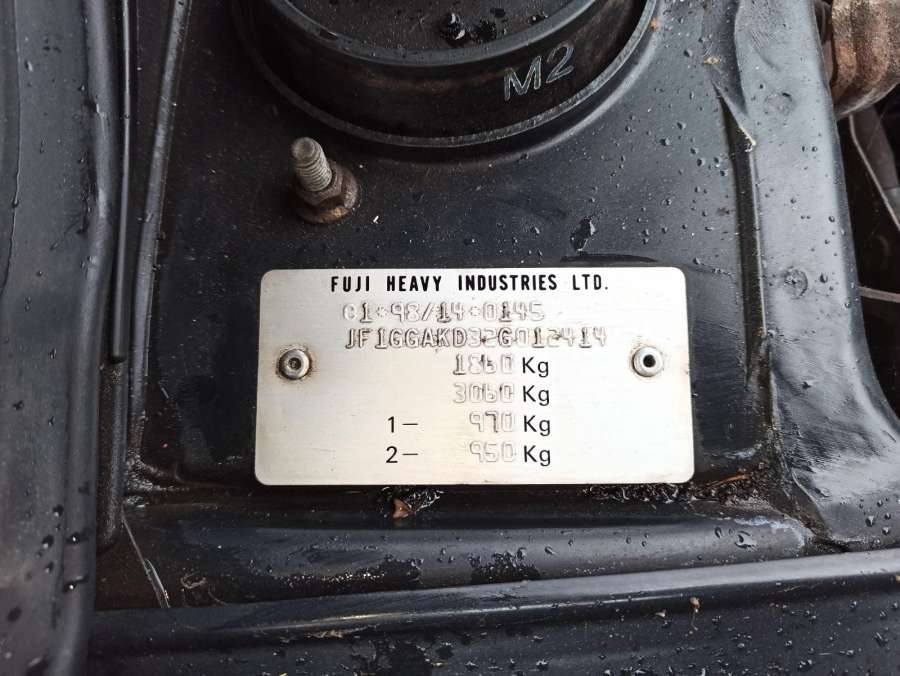 M2
FUJI HEAVY INDUSTRIES LTD.
e1*98/14*0145
JF1GGAKD32G012414
1860 Kg
3060 Kg
1– 970 Kg
2– 950 Kg